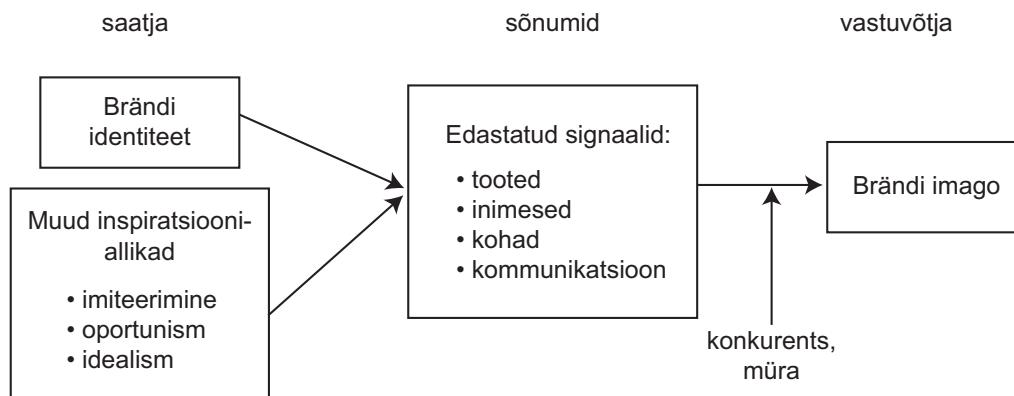 saatja
sõnumid
vastuvõtja
Brändi
identiteet
Muud inspiratsiooni-
allikad
• imiteerimine
• oportunism
• idealism
Edastatud signaalid:
• tooted
• inimesed
• kohad
• kommunikatsioon
Brändi imago
konkurents,
müra